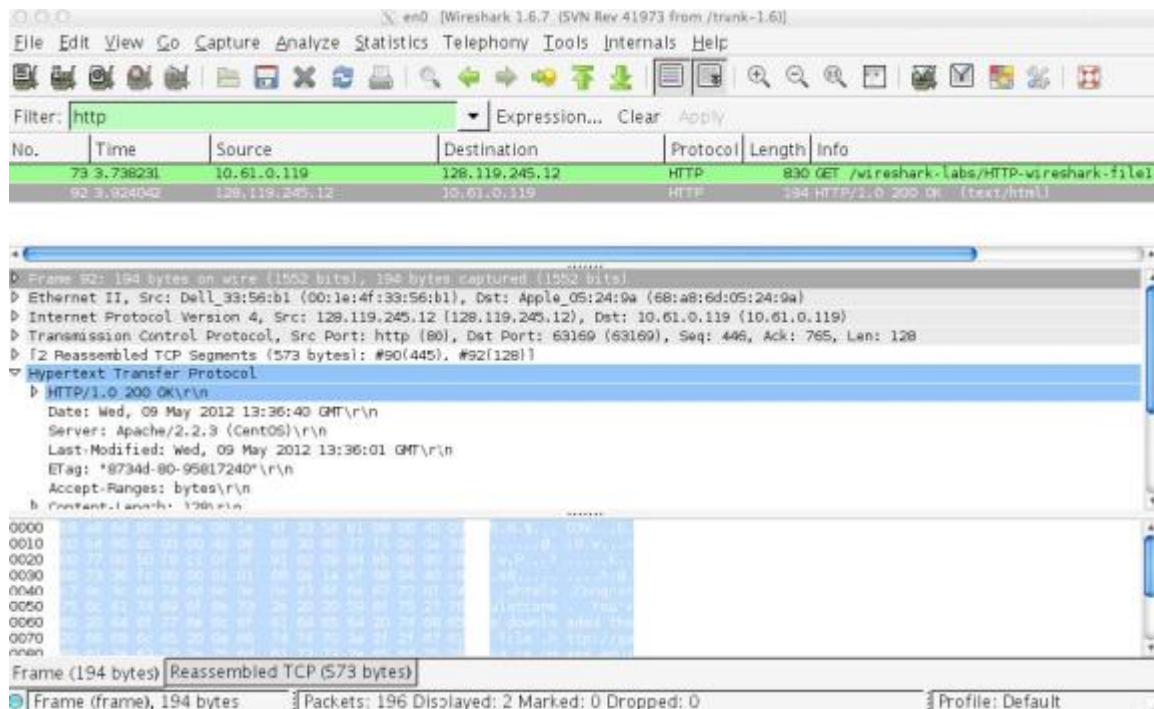 en0 [Wireshark 1.6.7 (SVN Rev 41973 from /trunk-1.6)]
File Edit View Go Capture Analyze Statistics Telephony Tools Internals Help
Filter: http Expression... Clear Apply
No. Time Source Destination Protocol Length Info
73 3.738231 10.61.0.119 128.119.245.12 HTTP 830 GET /wireshark-labs/HTTP-wireshark-file1
92 3.924042 128.119.245.12 10.61.0.119 HTTP 194 HTTP/1.0 200 OK (text/html)
Frame 92: 194 bytes on wire (1552 bits), 194 bytes captured (1552 bits)
Ethernet II, Src: Dell_33:56:b1 (00:1e:4f:33:56:b1), Dst: Apple_05:24:9a (68:a8:6d:05:24:9a)
Internet Protocol Version 4, Src: 128.119.245.12 (128.119.245.12), Dst: 10.61.0.119 (10.61.0.119)
Transmission Control Protocol, Src Port: http (80), Dst Port: 63169 (63169), Seq: 446, Ack: 765, Len: 128
[2 Reassembled TCP Segments (573 bytes): #90(445), #92(128)]
Hypertext Transfer Protocol
HTTP/1.0 200 OK\r\n
Date: Wed, 09 May 2012 13:36:40 GMT\r\n
Server: Apache/2.2.3 (CentOS)\r\n
Last-Modified: Wed, 09 May 2012 13:36:01 GMT\r\n
ETag: "8734d-80-95817240"\r\n
Accept-Ranges: bytes\r\n
Content-Length: 128\r\n
0000
0010
0020
0030
0040
0050
0060
0070
0080
Frame (194 bytes) Reassembled TCP (573 bytes)
Frame (frame), 194 bytes Packets: 196 Displayed: 2 Marked: 0 Dropped: 0 Profile: Default